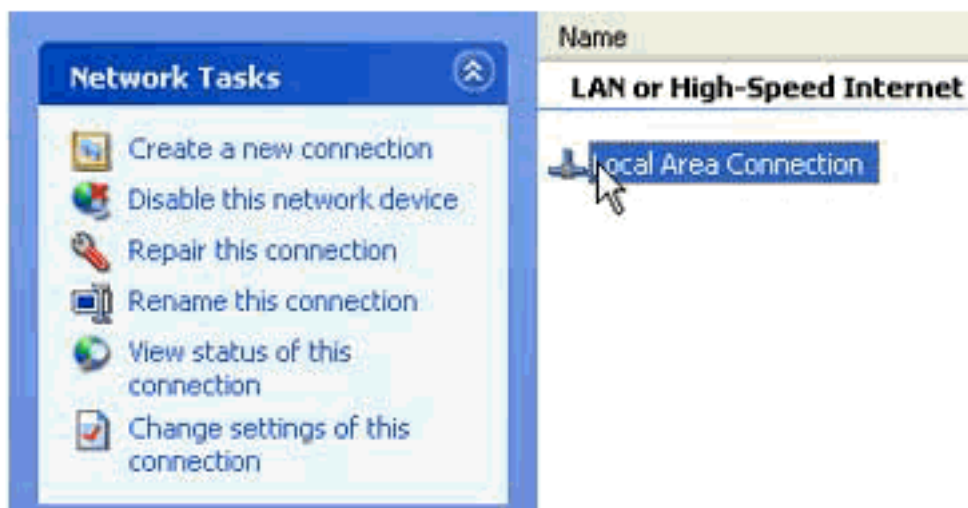 Network Tasks
Create a new connection
Disable this network device
Repair this connection
Rename this connection
View status of this
connection
Change settings of this
connection
Name
LAN or High-Speed Internet
Local Area Connection